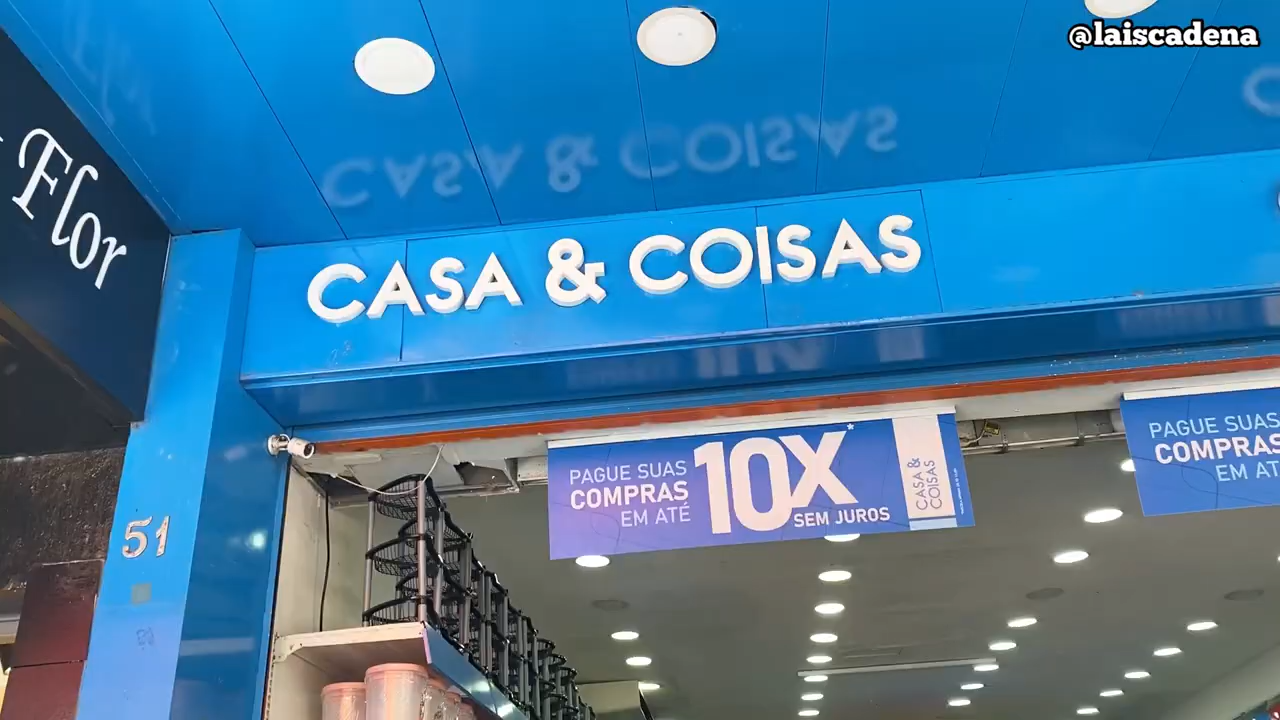 @laiscadena
Flor
CASA & COISAS
51
PAGUE SUAS
COMPRAS
EM ATÉ
10X*
SEM JUROS
CASA &
COISAS
PAGUE SUAS
COMPRAS
EM AT